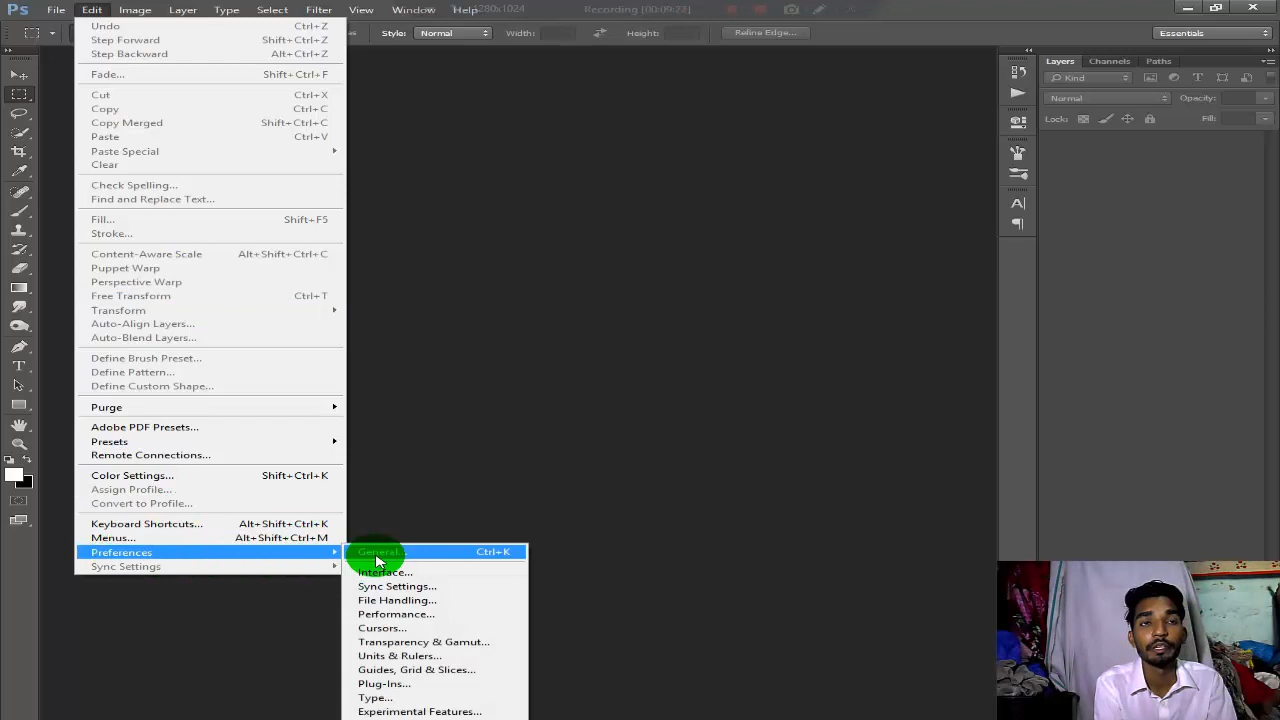 Ps File Edit Image Layer Type Select Filter View Window Help 1280x1024 Recording [00:09:22]
Style: Normal Width: Height: Refine Edge... Essentials
Undo Ctrl+Z
Step Forward Shift+Ctrl+Z
Step Backward Alt+Ctrl+Z
Fade... Shift+Ctrl+F
Cut Ctrl+X
Copy Ctrl+C
Copy Merged Shift+Ctrl+C
Paste Ctrl+V
Paste Special
Clear
Check Spelling...
Find and Replace Text...
Fill... Shift+F5
Stroke...
Content-Aware Scale Alt+Shift+Ctrl+C
Puppet Warp
Perspective Warp
Free Transform Ctrl+T
Transform
Auto-Align Layers...
Auto-Blend Layers...
Define Brush Preset...
Define Pattern...
Define Custom Shape...
Purge
Adobe PDF Presets...
Presets
Remote Connections...
Color Settings... Shift+Ctrl+K
Assign Profile...
Convert to Profile...
Keyboard Shortcuts... Alt+Shift+Ctrl+K
Menus... Alt+Shift+Ctrl+M
Preferences
Sync Settings
General... Ctrl+K
Interface...
Sync Settings...
File Handling...
Performance...
Cursors...
Transparency & Gamut...
Units & Rulers...
Guides, Grid & Slices...
Plug-Ins...
Type...
Experimental Features...
Layers Channels Paths
Kind
Normal Opacity:
Lock: Fill: